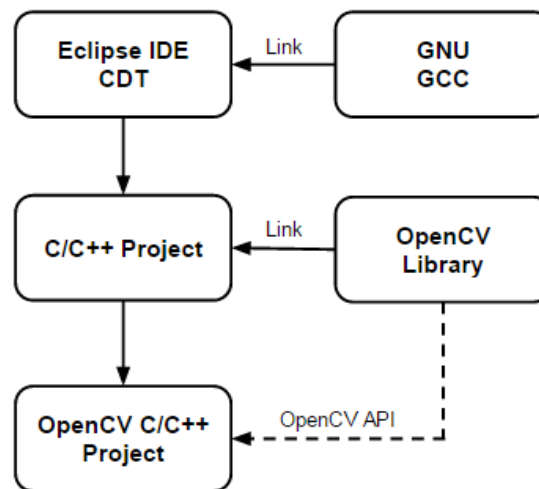 Eclipse IDE
CDT
Link
GNU
GCC
C/C++ Project
Link
OpenCV
Library
OpenCV C/C++
Project
OpenCV API